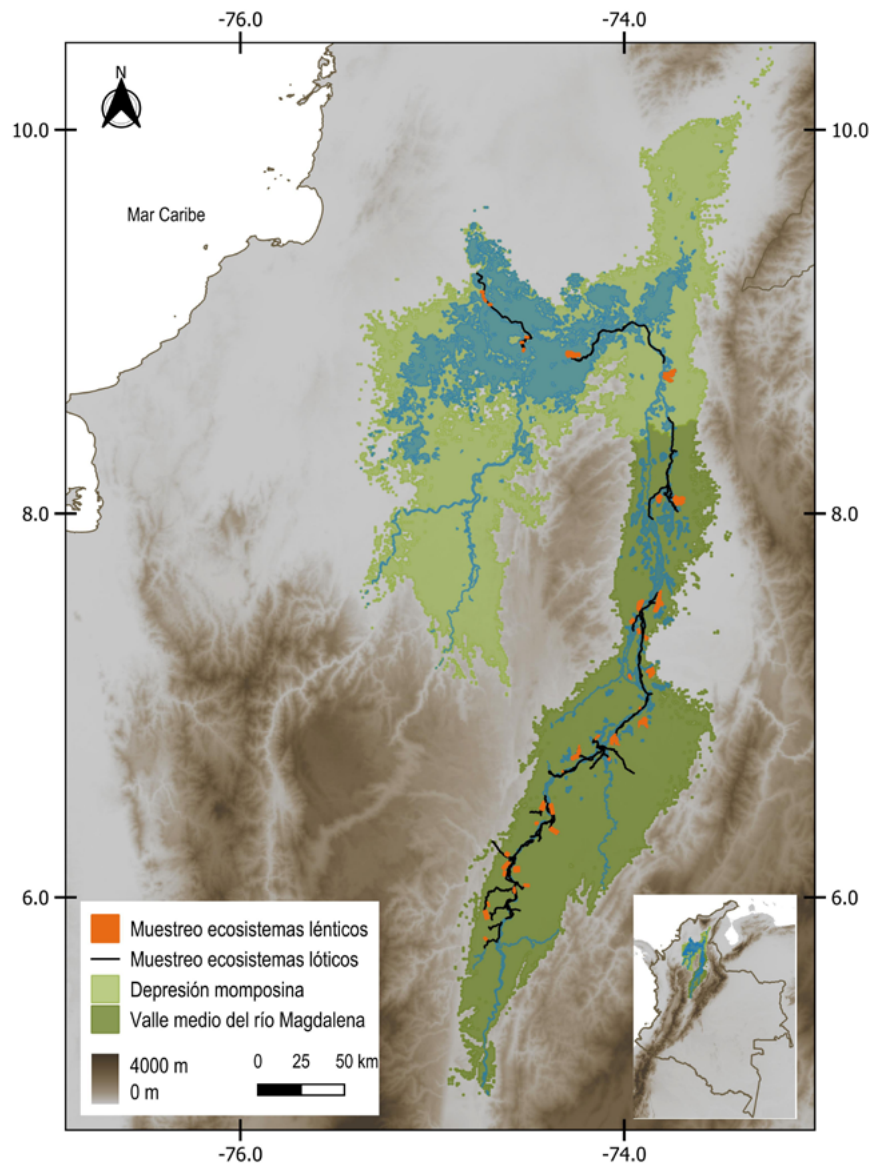 -76.0 -74.0
N
10.0 10.0
Mar Caribe
8.0 8.0
6.0 6.0
Muestreo ecosistemas lénticos
Muestreo ecosistemas lóticos
Depresión momposina
Valle medio del río Magdalena
4000 m
0 m
0 25 50 km
-76.0 -74.0